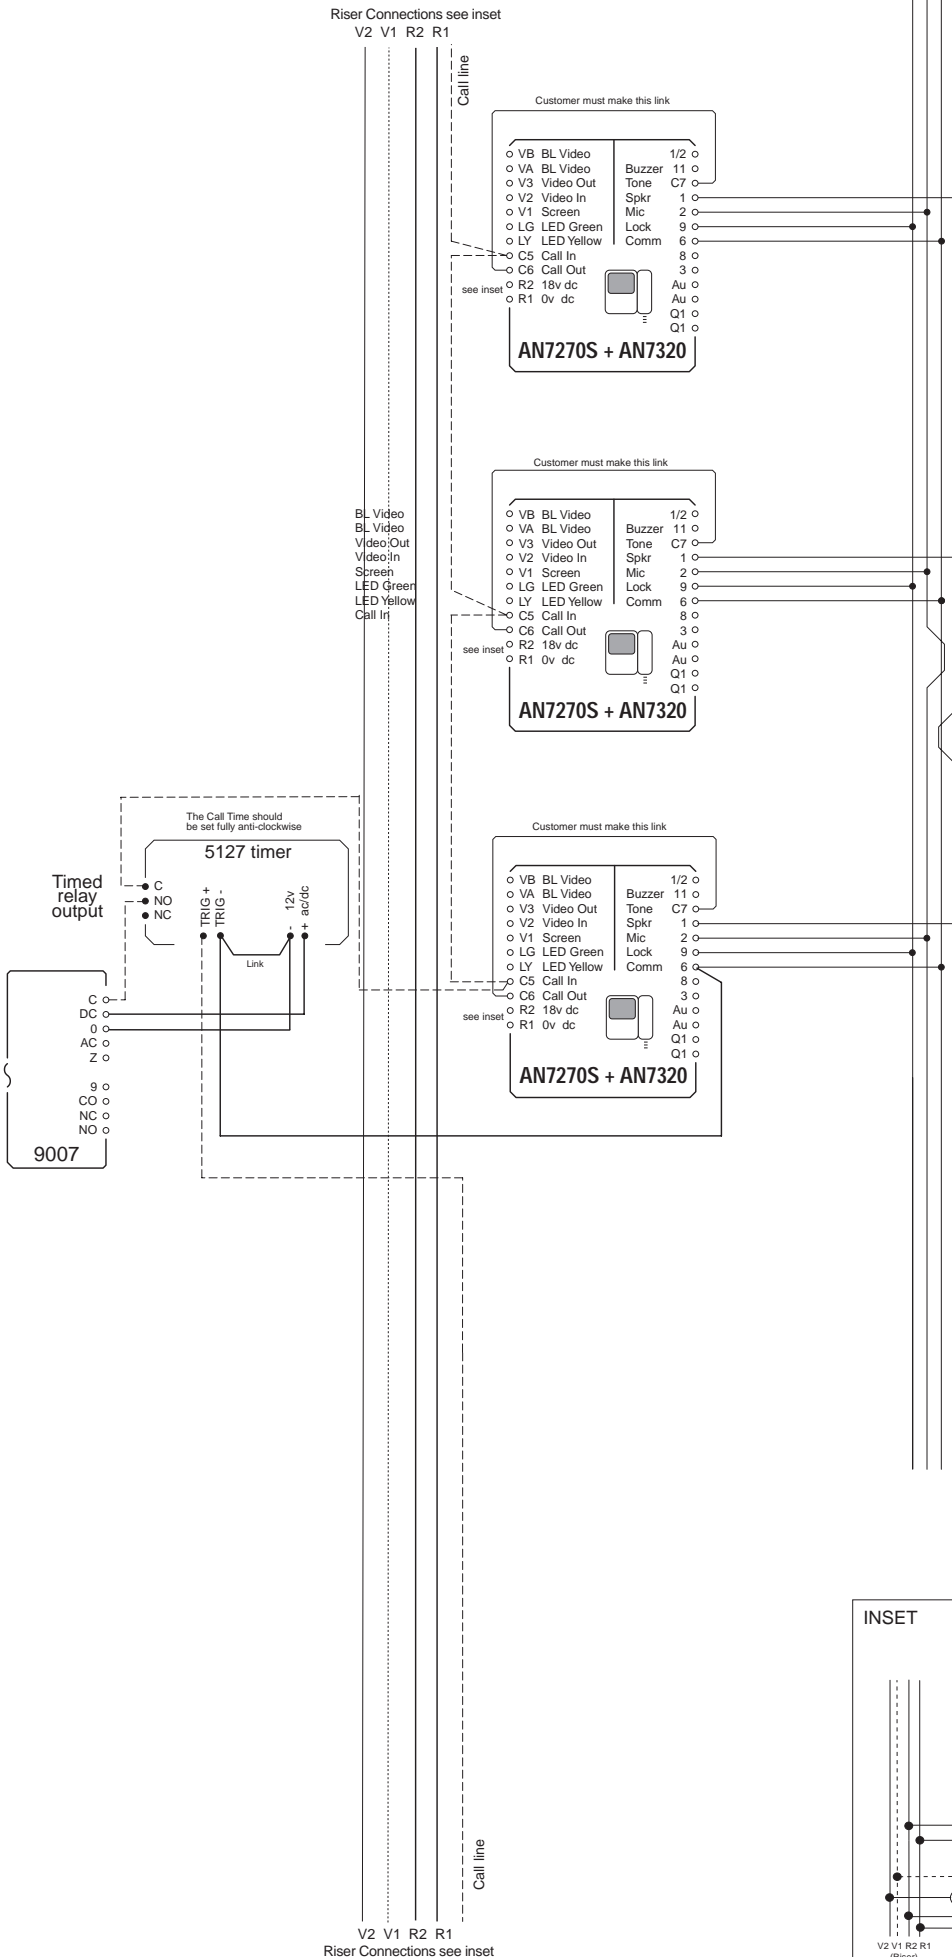 Riser Connections see inset
V2 V1 R2 R1
Call line
Customer must make this link
VB BL Video 1/2
VA BL Video Buzzer 11
V3 Video Out Tone C7
V2 Video In Spkr 1
V1 Screen Mic 2
LG LED Green Lock 9
LY LED Yellow Comm 6
C5 Call In 8
C6 Call Out 3
R2 18v dc Au
see inset
R1 0v dc Au
Q1
Q1
AN7270S + AN7320
Customer must make this link
BL Video
BL Video
Video Out
Video In
Screen
LED Green
LED Yellow
Call In
VB BL Video 1/2
VA BL Video Buzzer 11
V3 Video Out Tone C7
V2 Video In Spkr 1
V1 Screen Mic 2
LG LED Green Lock 9
LY LED Yellow Comm 6
C5 Call In 8
C6 Call Out 3
R2 18v dc Au
see inset
R1 0v dc Au
Q1
Q1
AN7270S + AN7320
The Call Time should
be set fully anti-clockwise
5127 timer
Timed
relay
output
C
NO
NC
TRIG +
TRIG -
- 12v
+ ac/dc
Link
Customer must make this link
VB BL Video 1/2
VA BL Video Buzzer 11
V3 Video Out Tone C7
V2 Video In Spkr 1
V1 Screen Mic 2
LG LED Green Lock 9
LY LED Yellow Comm 6
C5 Call In 8
C6 Call Out 3
R2 18v dc Au
see inset
R1 0v dc Au
Q1
Q1
AN7270S + AN7320
C
DC
0
AC
Z
9
CO
NC
NO
9007
Call line
V2 V1 R2 R1
Riser Connections see inset
INSET
V2 V1 R2 R1
(Riser)